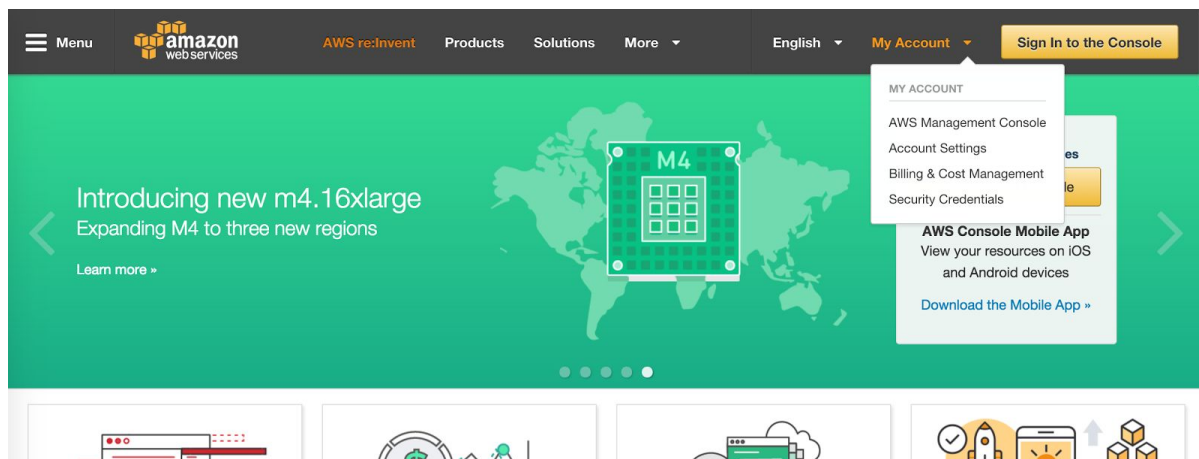 Menu
amazon
webservices
AWS re:Invent
Products
Solutions
More
English
My Account
Sign In to the Console
MY ACCOUNT
AWS Management Console
Account Settings
Billing & Cost Management
Security Credentials
Introducing new m4.16xlarge
Expanding M4 to three new regions
Learn more »
M4
es
le
AWS Console Mobile App
View your resources on iOS
and Android devices
Download the Mobile App »